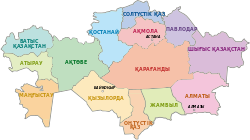 СОЛТҮСТІК ҚАЗ
ҚОСТАНАЙ
АҚМОЛА
АСТАНА
ПАВЛОДАР
БАТЫС
ҚАЗАҚСТАН
АТЫРАУ
АҚТӨБЕ
ҚАРАҒАНДЫ
ШЫҒЫС ҚАЗАҚСТАН
МАҢҒЫСТАУ
ҚЫЗЫЛОРДА
ЖАМБЫЛ
АЛМАТЫ
АЛМАТЫ
ОҢТҮСТІК
ҚАЗ